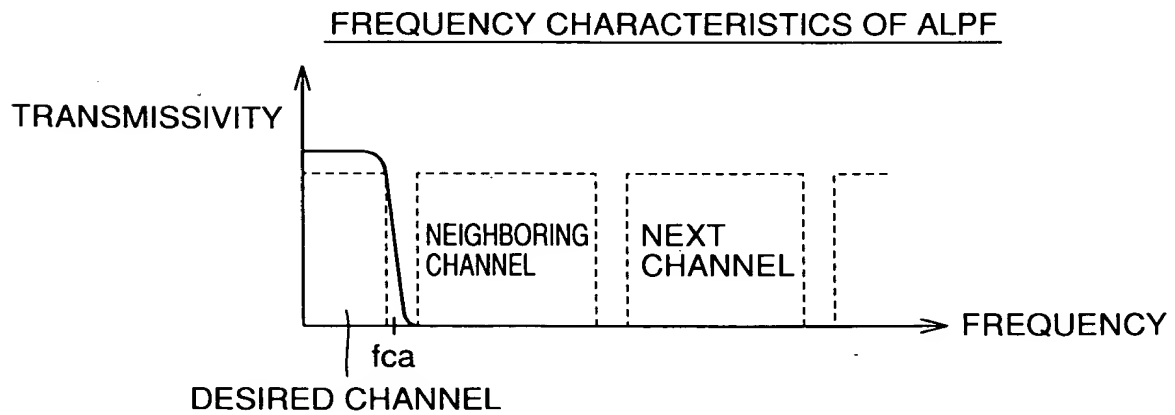 FREQUENCY CHARACTERISTICS OF ALPF
TRANSMISSIVITY
NEIGHBORING
CHANNEL
NEXT
CHANNEL
FREQUENCY
fca
DESIRED CHANNEL